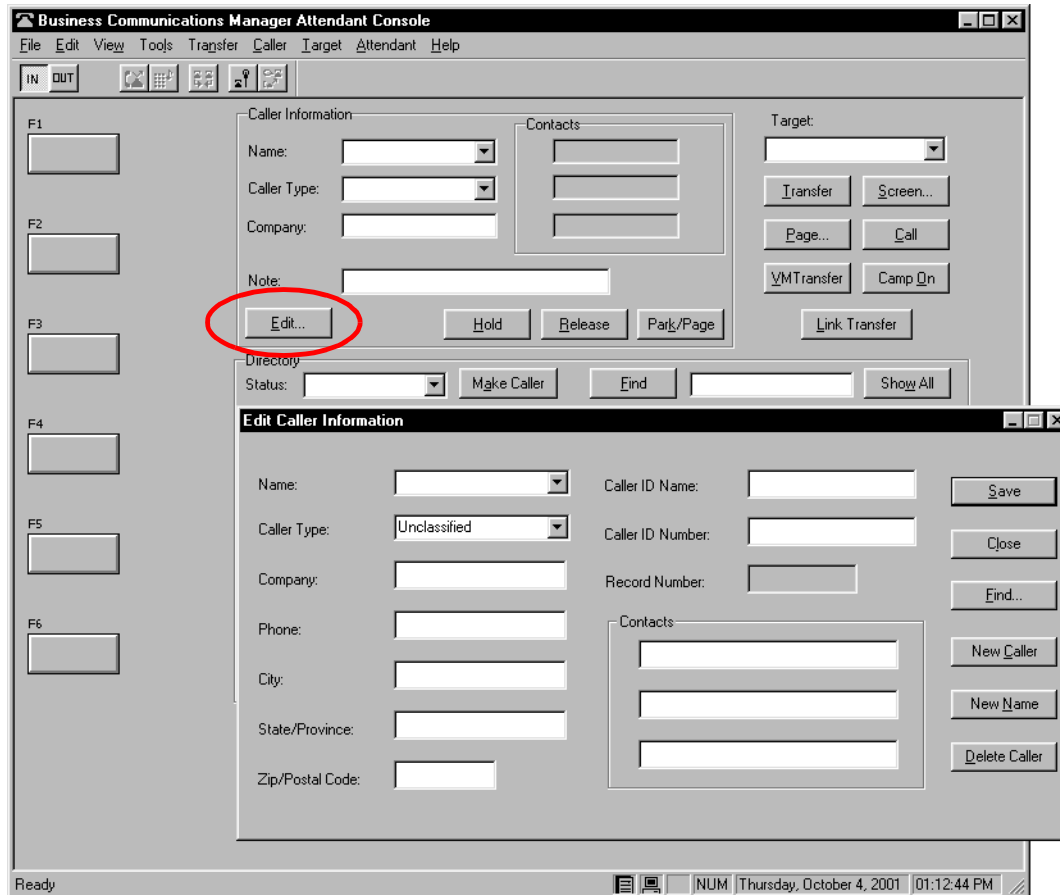 Business Communications Manager Attendant Console
File Edit View Tools Transfer Caller Target Attendant Help
IN OUT
F1
F2
F3
F4
F5
F6
Caller Information
Name:
Caller Type:
Company:
Note:
Contacts
Edit...
Hold
Release
Park/Page
Target:
Transfer
Screen...
Page...
Call
VMTransfer
Camp On
Link Transfer
Directory
Status:
Make Caller
Find
Show All
Edit Caller Information
Name:
Caller Type: Unclassified
Company:
Phone:
City:
State/Province:
Zip/Postal Code:
Caller ID Name:
Caller ID Number:
Record Number:
Contacts
Save
Close
Find...
New Caller
New Name
Delete Caller
Ready
NUM Thursday, October 4, 2001 01:12:44 PM